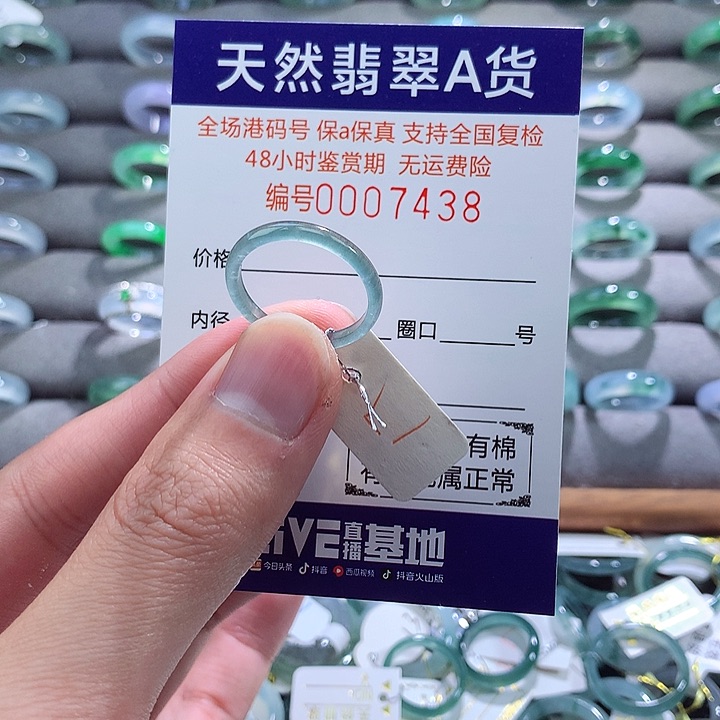 天然翡翠A货
全场港码号 保a保真 支持全国复检
48小时鉴赏期 无运费险
编号0007438
价格
内径 圈口 号
有棉
属正常
IVE直播基地
今日头条 抖音 西瓜视频 抖音火山版